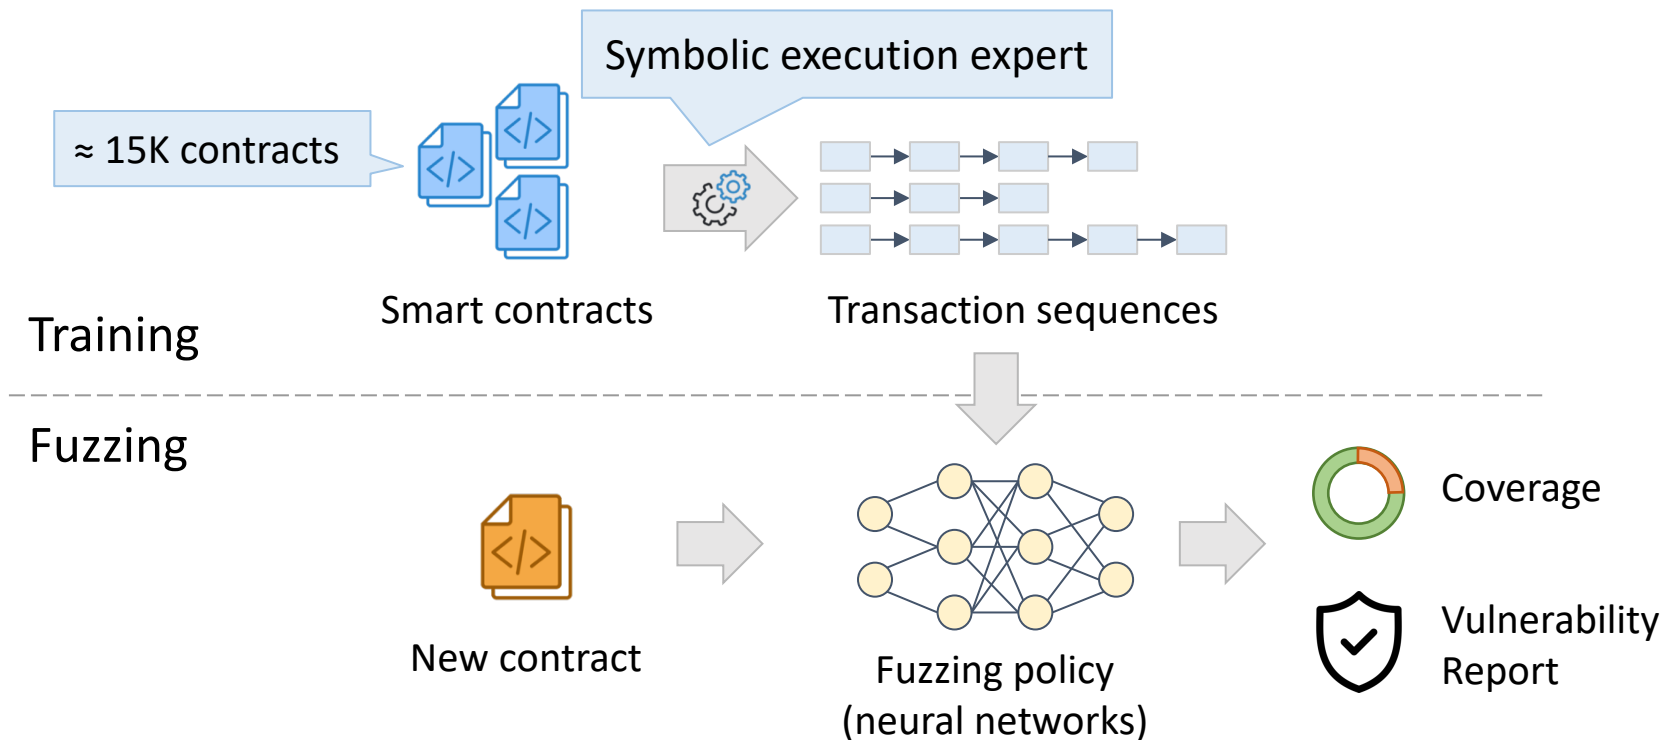 Symbolic execution expert
≈ 15K contracts
</>
</>
</>
Smart contracts
Transaction sequences
Training
Fuzzing
</>
New contract
Fuzzing policy
(neural networks)
Coverage
Vulnerability
Report